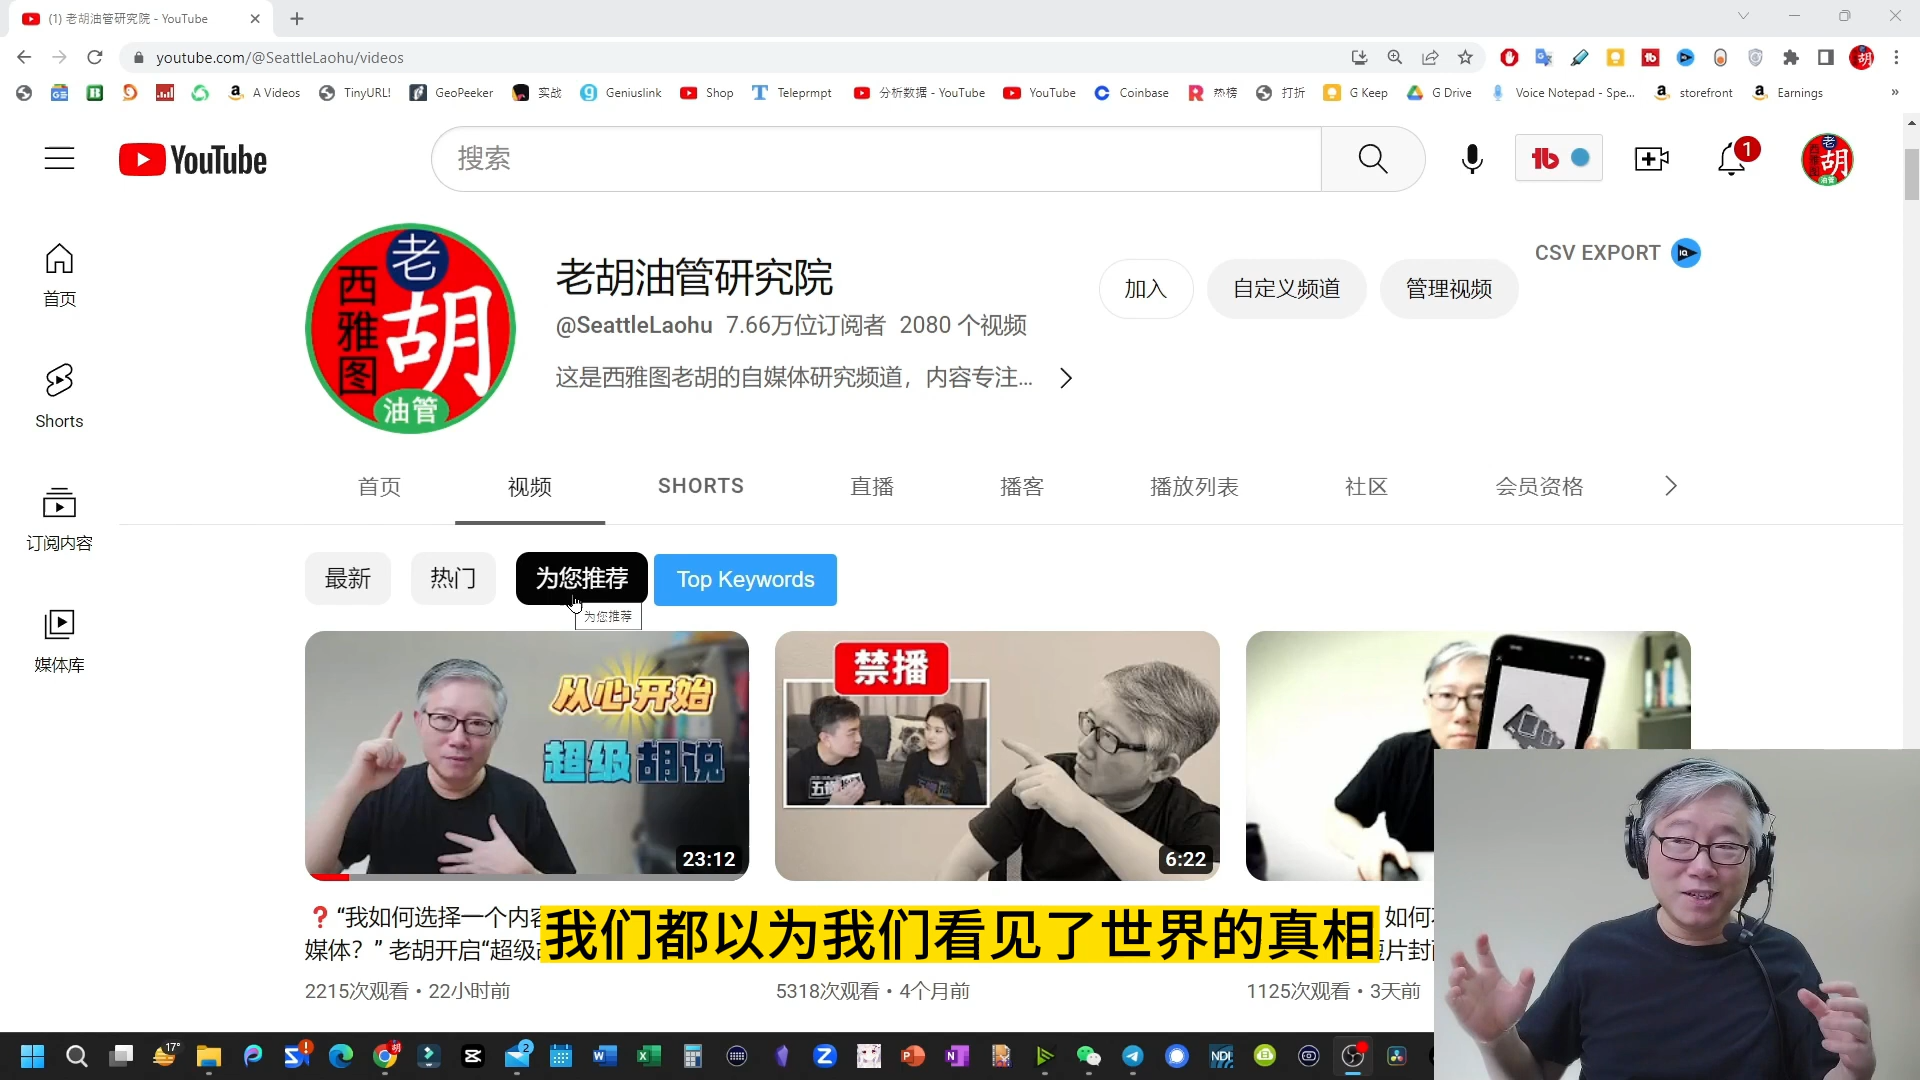 (1) 老胡油管研究院 - YouTube
youtube.com/@SeattleLaohu/videos
A Videos TinyURL! GeoPeeker 实战 Geniuslink Shop Teleprmpt 分析数据 - YouTube YouTube Coinbase 热榜 打折 G Keep G Drive Voice Notepad - Spe... storefront Earnings »
YouTube
搜索
1
老
西雅图
胡
油管
老胡油管研究院
@SeattleLaohu 7.66万位订阅者 2080 个视频
这是西雅图老胡的自媒体研究频道，内容专注...
加入
自定义频道
管理视频
CSV EXPORT
首页
Shorts
订阅内容
媒体库
首页 视频 SHORTS 直播 播客 播放列表 社区 会员资格
最新 热门 为您推荐 Top Keywords
为您推荐
从心开始
超级胡说
23:12
禁播
6:22
❓“我如何选择一个内容
媒体？” 老胡开启“超级
2215次观看 • 22小时前
我们都以为我们看见了世界的真相
5318次观看 • 4个月前
如何
片封面
1125次观看 • 3天前
17°
2
NDI